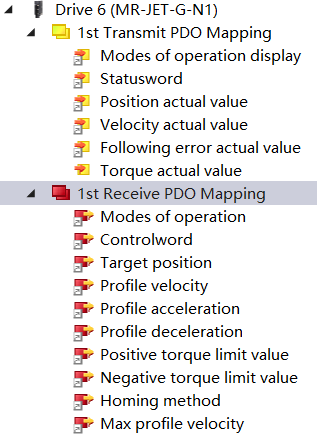 Drive 6 (MR-JET-G-N1)
1st Transmit PDO Mapping
Modes of operation display
Statusword
Position actual value
Velocity actual value
Following error actual value
Torque actual value
1st Receive PDO Mapping
Modes of operation
Controlword
Target position
Profile velocity
Profile acceleration
Profile deceleration
Positive torque limit value
Negative torque limit value
Homing method
Max profile velocity